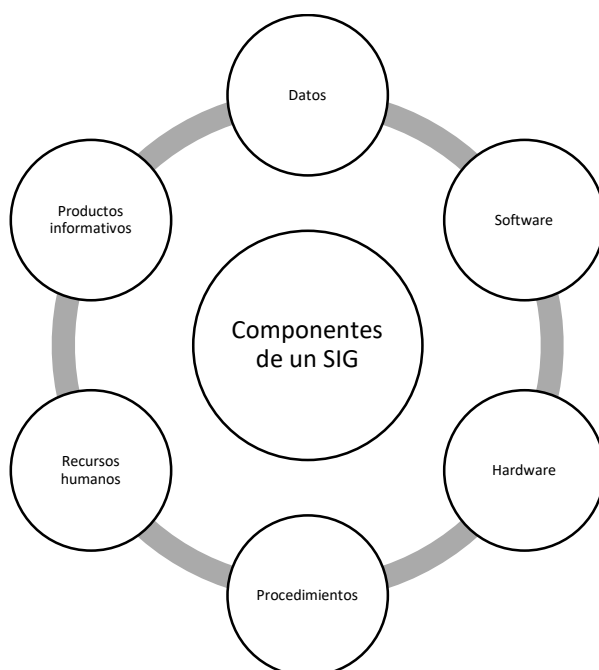 Datos
Software
Hardware
Procedimientos
Recursos
humanos
Productos
informativos
Componentes
de un SIG